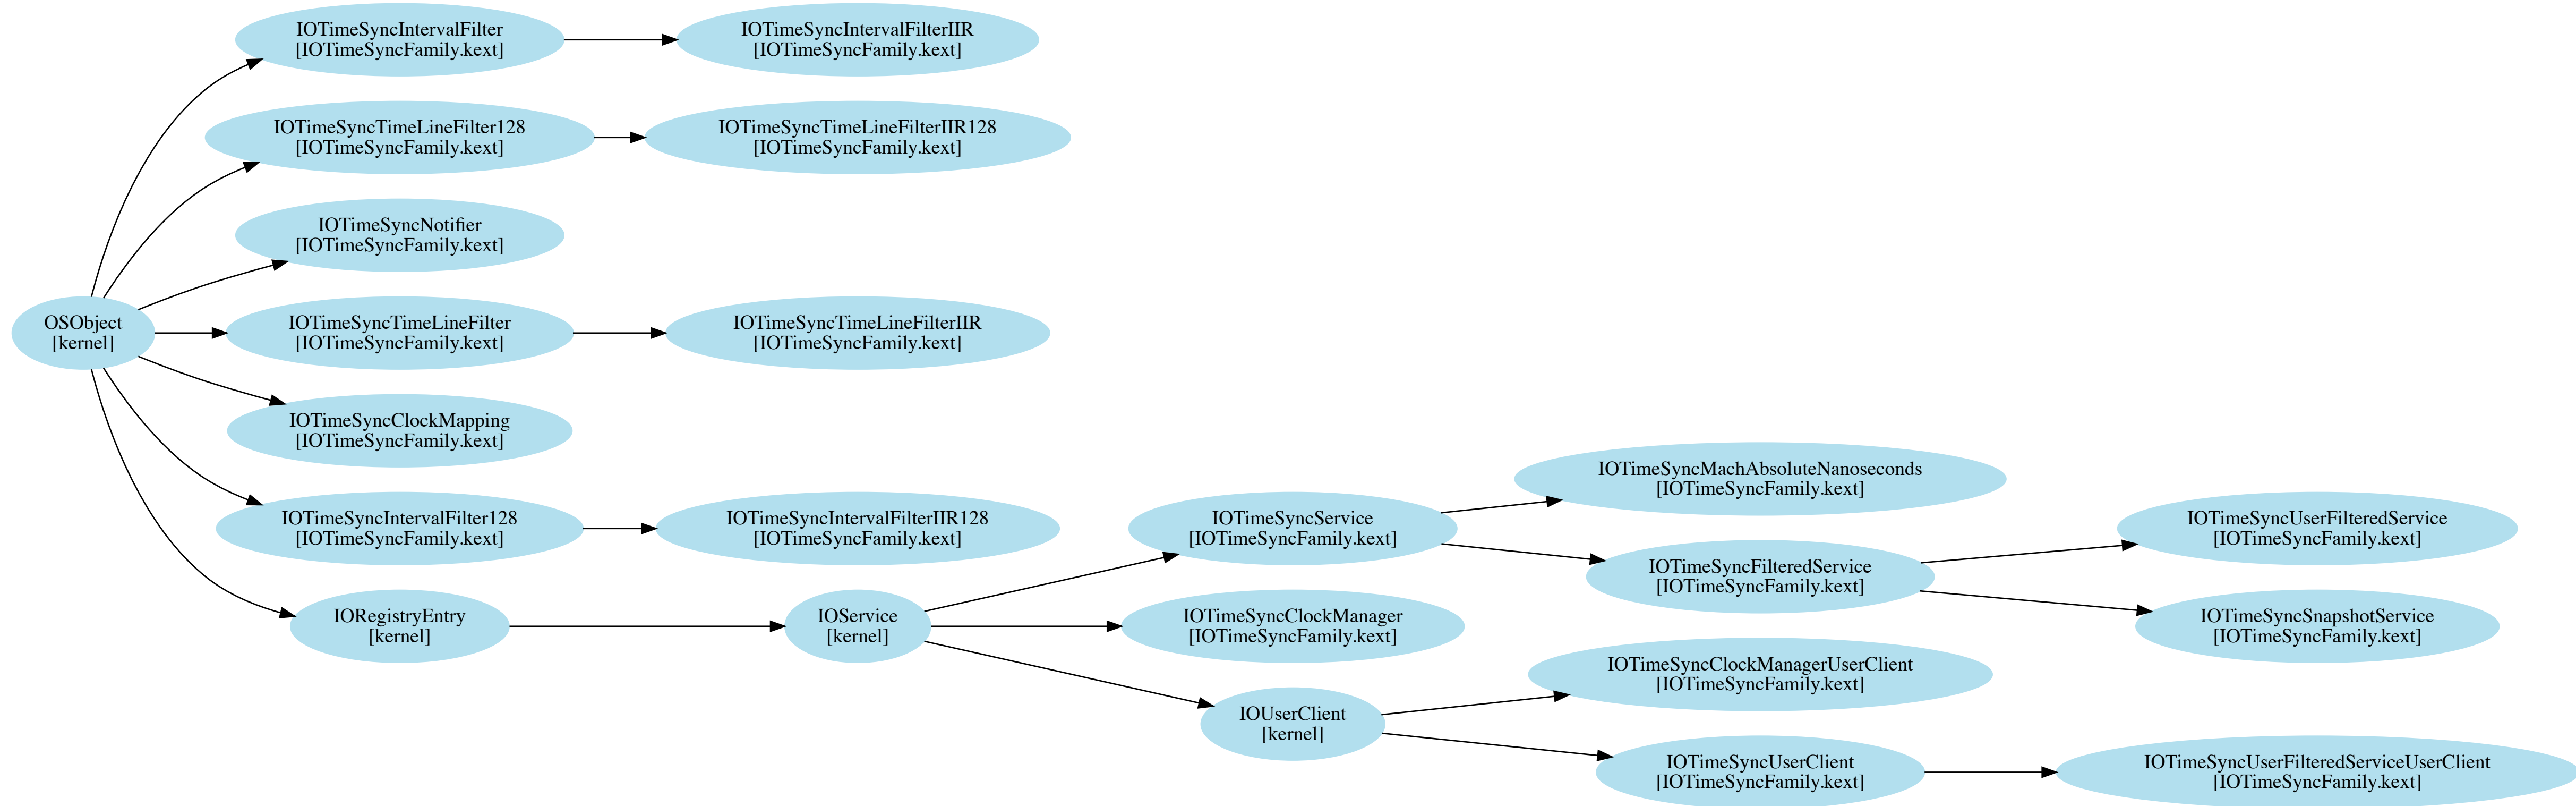 IOTimeSyncIntervalFilter
[IOTimeSyncFamily.kext]
IOTimeSyncIntervalFilterIIR
[IOTimeSyncFamily.kext]
IOTimeSyncTimeLineFilter128
[IOTimeSyncFamily.kext]
IOTimeSyncTimeLineFilterIIR128
[IOTimeSyncFamily.kext]
IOTimeSyncNotifier
[IOTimeSyncFamily.kext]
OSObject
[kernel]
IOTimeSyncTimeLineFilter
[IOTimeSyncFamily.kext]
IOTimeSyncTimeLineFilterIIR
[IOTimeSyncFamily.kext]
IOTimeSyncClockMapping
[IOTimeSyncFamily.kext]
IOTimeSyncIntervalFilter128
[IOTimeSyncFamily.kext]
IOTimeSyncIntervalFilterIIR128
[IOTimeSyncFamily.kext]
IORegistryEntry
[kernel]
IOService
[kernel]
IOTimeSyncService
[IOTimeSyncFamily.kext]
IOTimeSyncClockManager
[IOTimeSyncFamily.kext]
IOUserClient
[kernel]
IOTimeSyncMachAbsoluteNanoseconds
[IOTimeSyncFamily.kext]
IOTimeSyncFilteredService
[IOTimeSyncFamily.kext]
IOTimeSyncUserFilteredService
[IOTimeSyncFamily.kext]
IOTimeSyncSnapshotService
[IOTimeSyncFamily.kext]
IOTimeSyncClockManagerUserClient
[IOTimeSyncFamily.kext]
IOTimeSyncUserClient
[IOTimeSyncFamily.kext]
IOTimeSyncUserFilteredServiceUserClient
[IOTimeSyncFamily.kext]